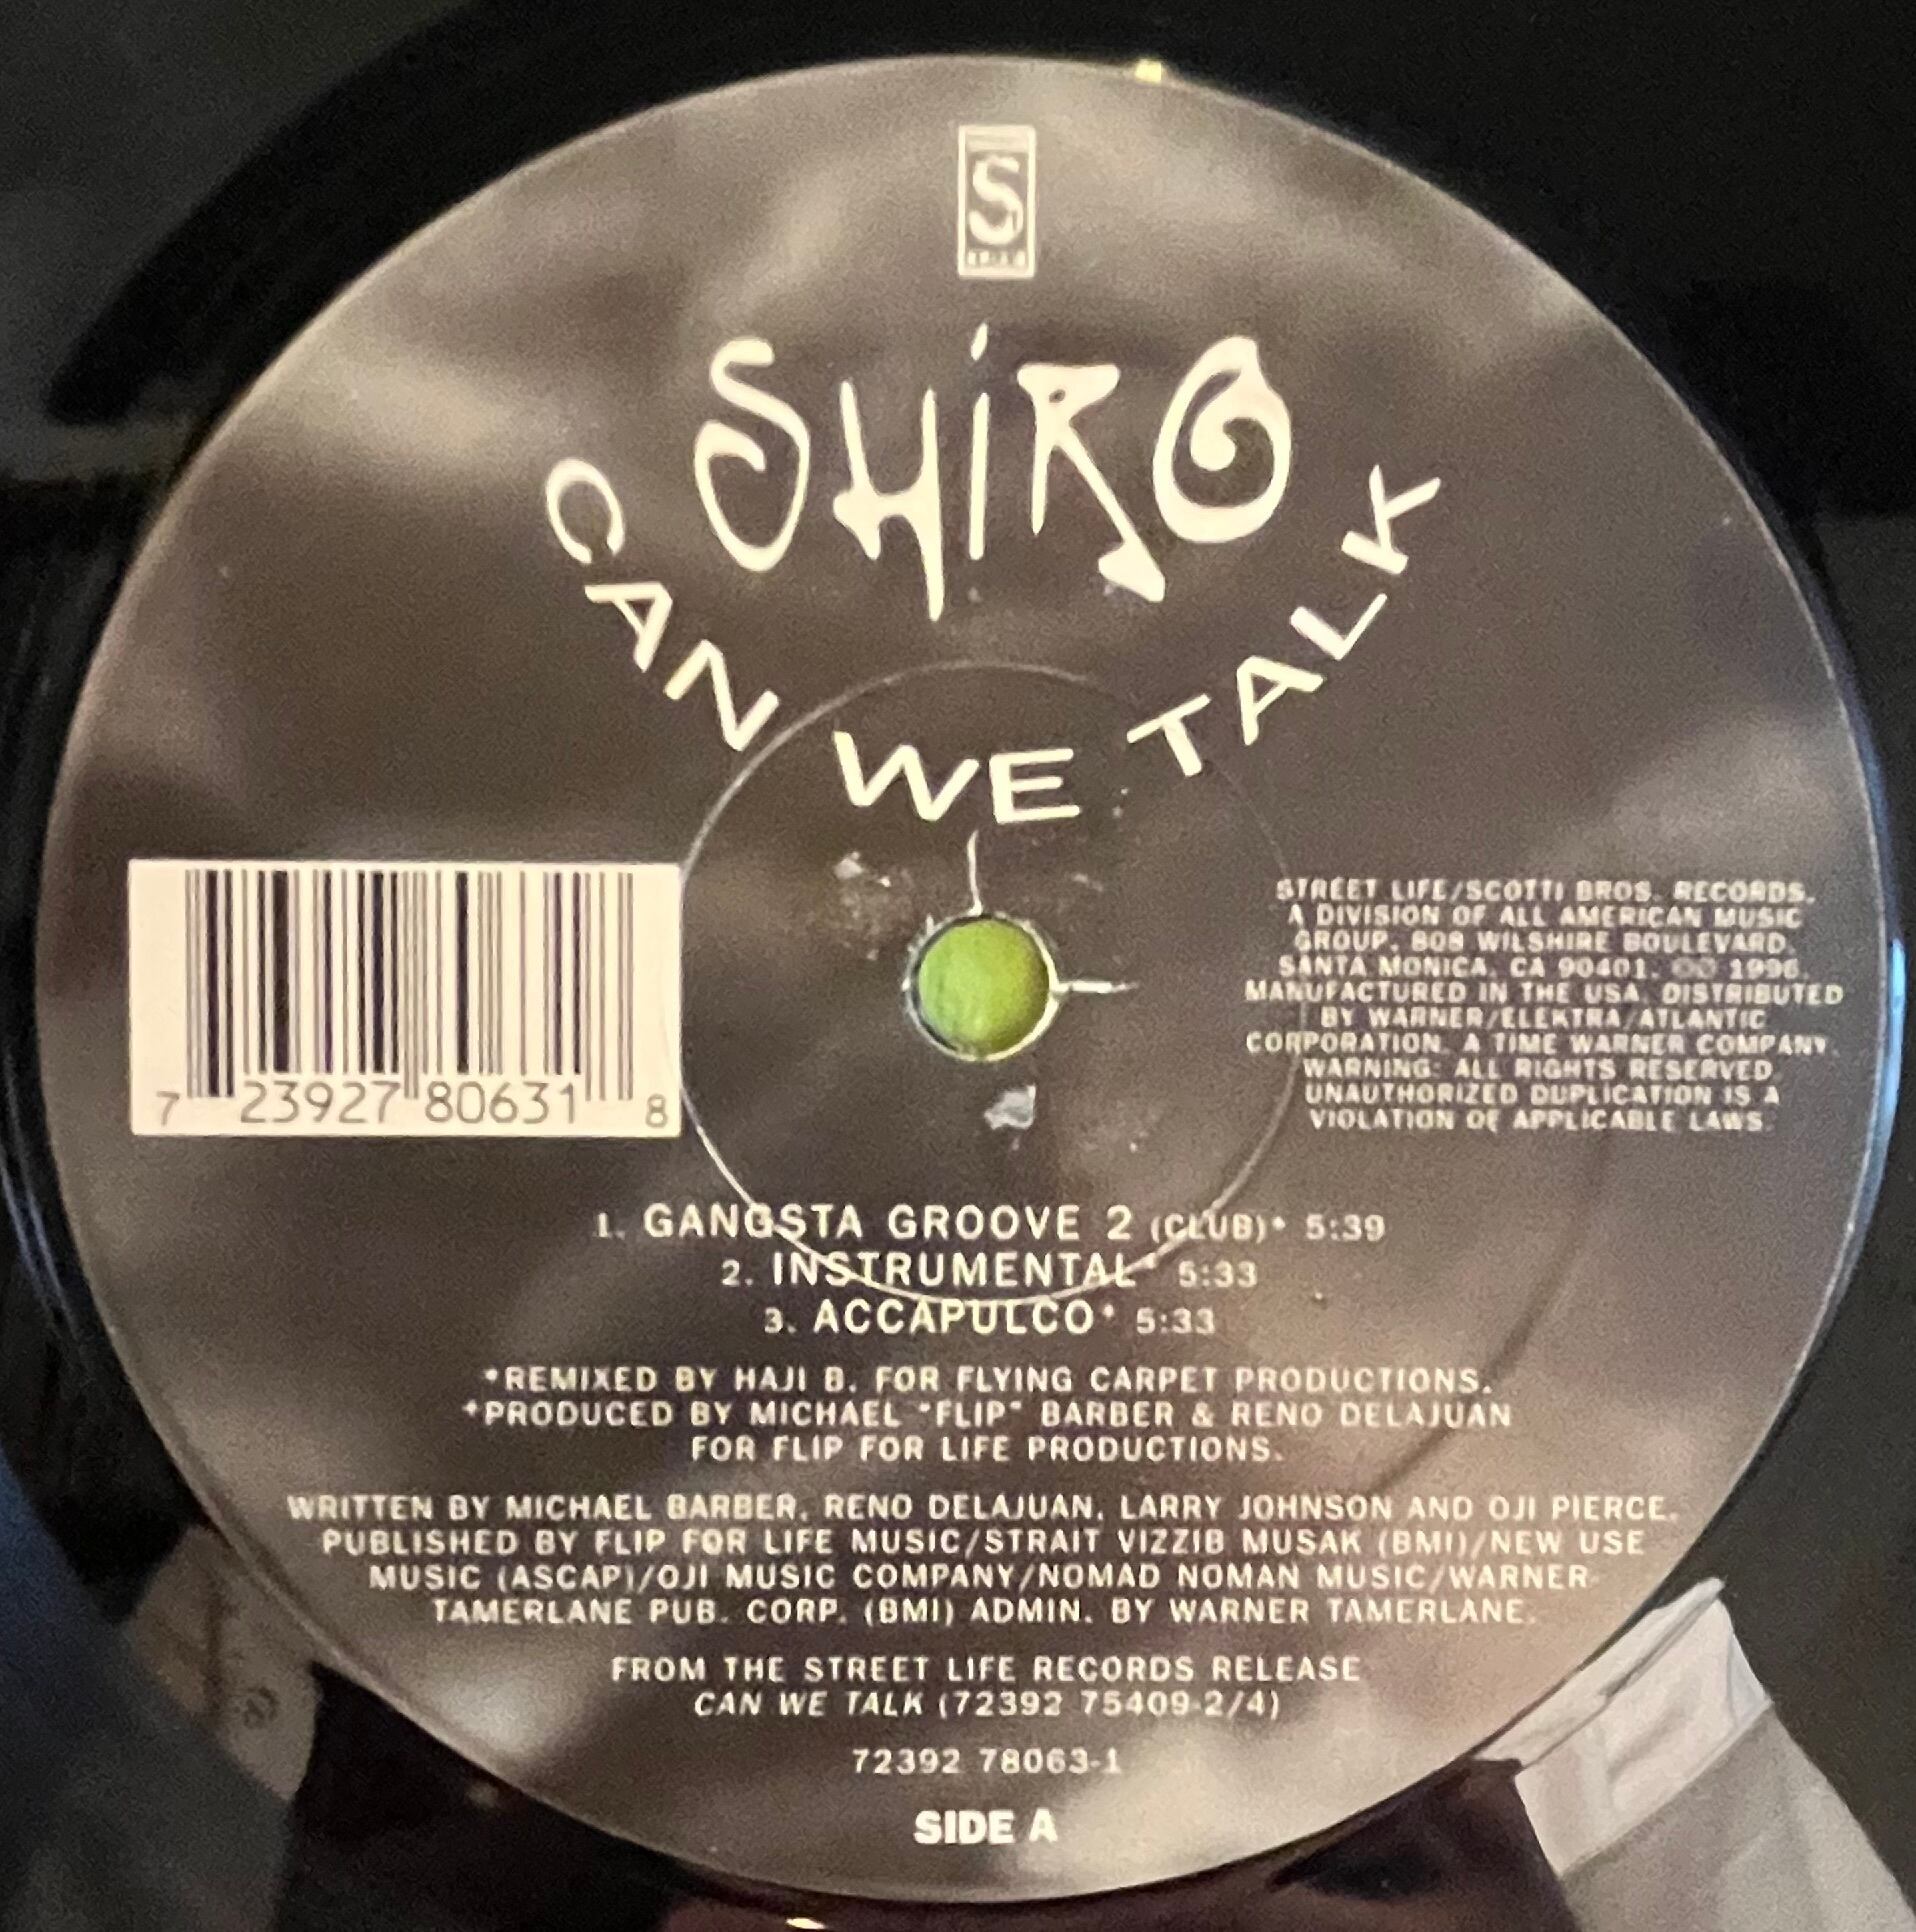 S
SHiRO
CAN WE TALK
7 23927 80631 8
STREET LIFE/SCOTTI BROS. RECORDS,
A DIVISION OF ALL AMERICAN MUSIC
GROUP, 808 WILSHIRE BOULEVARD,
SANTA MONICA, CA 90401. 1996.
MANUFACTURED IN THE USA. DISTRIBUTED
BY WARNER/ELEKTRA/ATLANTIC
CORPORATION, A TIME WARNER COMPANY.
WARNING: ALL RIGHTS RESERVED.
UNAUTHORIZED DUPLICATION IS A
VIOLATION OF APPLICABLE LAWS.
1. GANGSTA GROOVE 2 (CLUB)* 5:39
2. INSTRUMENTAL* 5:33
3. ACCAPULCO* 5:33
*REMIXED BY HAJI B. FOR FLYING CARPET PRODUCTIONS.
+PRODUCED BY MICHAEL "FLIP" BARBER & RENO DELAJUAN
FOR FLIP FOR LIFE PRODUCTIONS.
WRITTEN BY MICHAEL BARBER, RENO DELAJUAN, LARRY JOHNSON AND OJI PIERCE.
PUBLISHED BY FLIP FOR LIFE MUSIC/STRAIT VIZZIB MUSAK (BMI)/NEW USE
MUSIC (ASCAP)/OJI MUSIC COMPANY/NOMAD NOMAN MUSIC/WARNER-
TAMERLANE PUB. CORP. (BMI) ADMIN. BY WARNER TAMERLANE.
FROM THE STREET LIFE RECORDS RELEASE
CAN WE TALK (72392 75409-2/4)
72392 78063-1
SIDE A